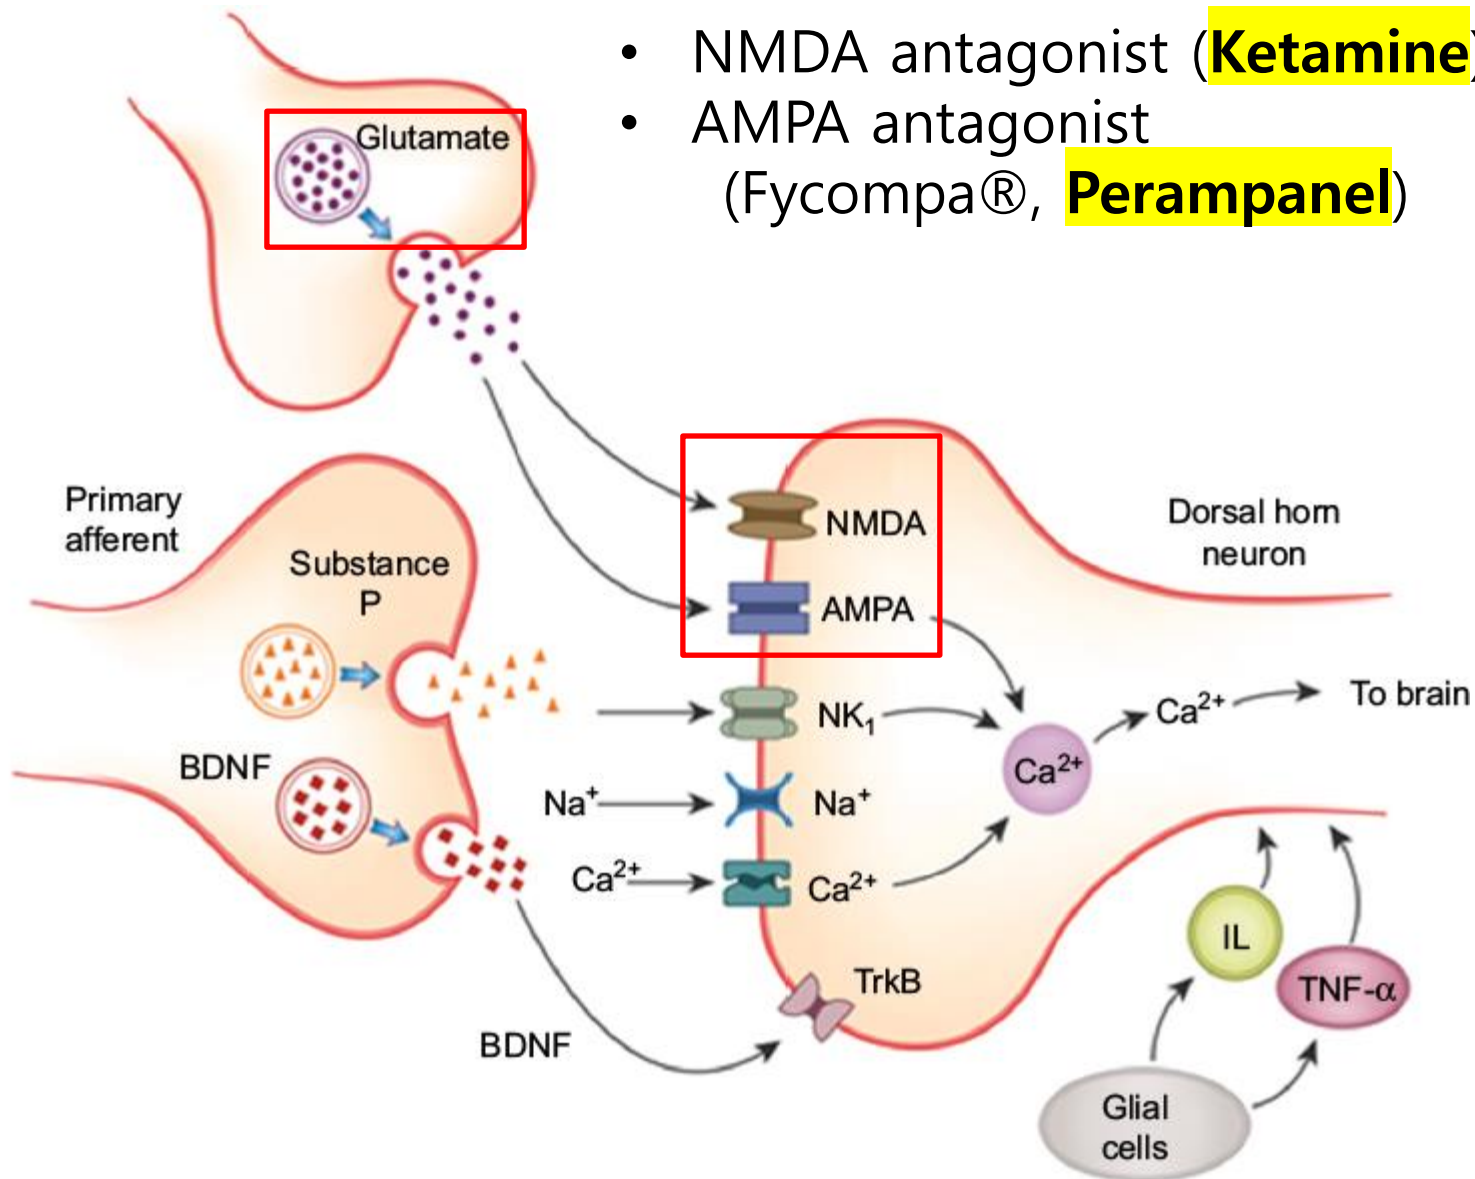 • NMDA antagonist (Ketamine)
• AMPA antagonist
(Fycompa®, Perampanel)
Glutamate
Primary
afferent
Substance
P
BDNF
NMDA
AMPA
NK₁
Na⁺
Na⁺
Ca²⁺
Ca²⁺
TrkB
BDNF
Dorsal horn
neuron
Ca²⁺
Ca²⁺
To brain
IL
TNF-α
Glial
cells